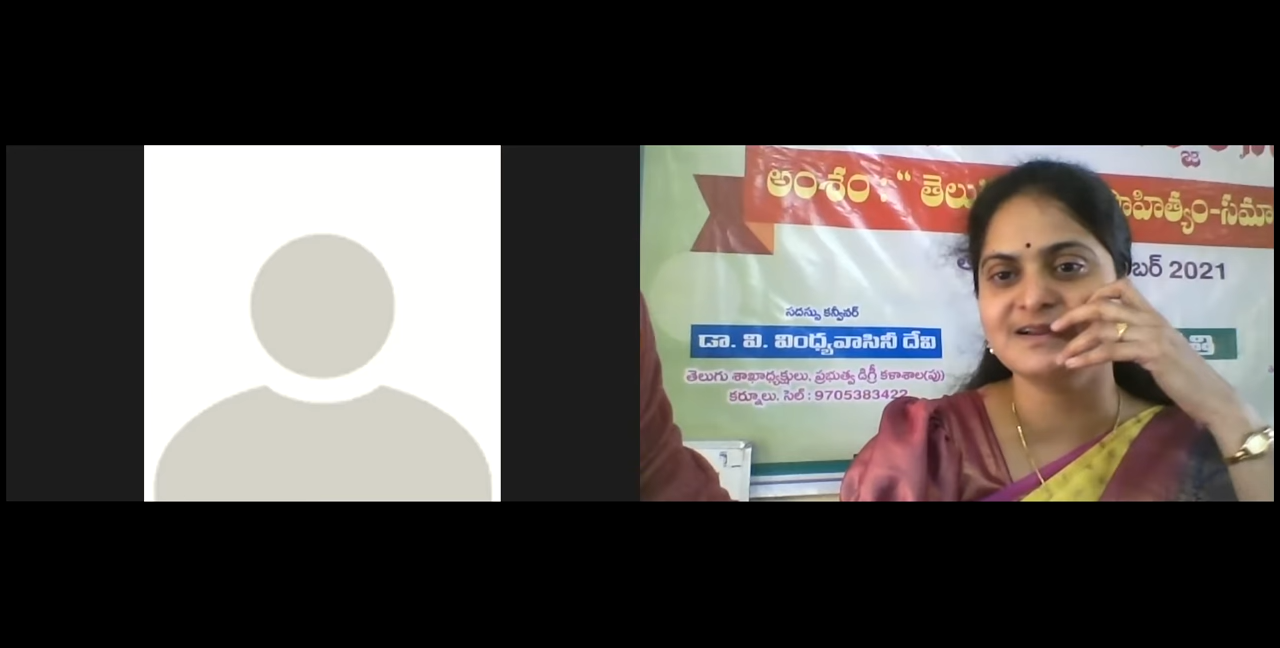 అంశం : “ తెలు హిత్యం-సమా
బర్ 2021
సదస్సు కన్వీనర్
డా. వి. వింధ్యవాసినీ దేవి
తి
తెలుగు శాఖాధ్యక్షులు, ప్రభుత్వ డిగ్రీ కళాశాల(పు)
కర్నూలు. సెల్ : 9705383422